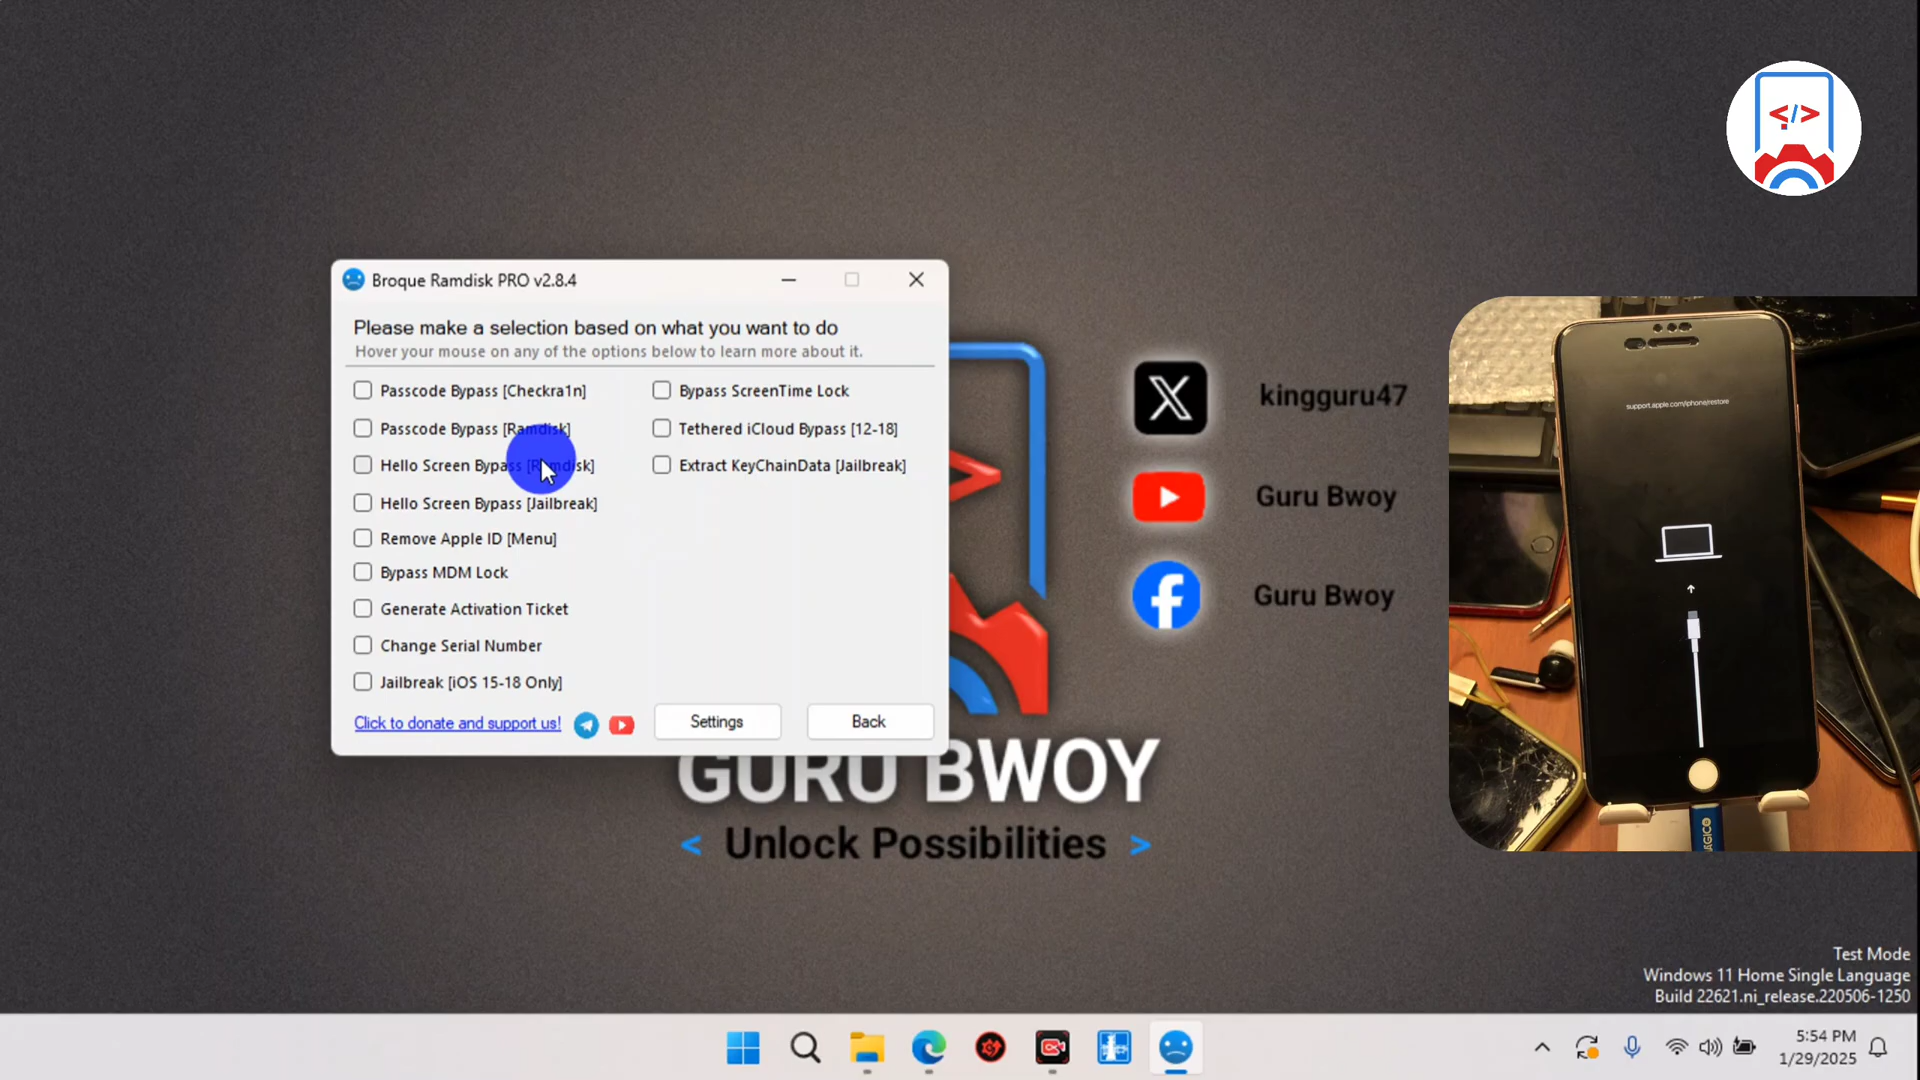 Broque Ramdisk PRO v2.8.4
Please make a selection based on what you want to do
Hover your mouse on any of the options below to learn more about it.
Passcode Bypass [Checkra1n]
Passcode Bypass [Ramdisk]
Hello Screen Bypass [Ramdisk]
Hello Screen Bypass [Jailbreak]
Remove Apple ID [Menu]
Bypass MDM Lock
Generate Activation Ticket
Change Serial Number
Jailbreak [iOS 15-18 Only]
Bypass ScreenTime Lock
Tethered iCloud Bypass [12-18]
Extract KeyChainData [Jailbreak]
Click to donate and support us!
Settings
Back
kingguru47
Guru Bwoy
Guru Bwoy
GURU BWOY
< Unlock Possibilities >
</>
support.apple.com/iphone/restore
Test Mode
Windows 11 Home Single Language
Build 22621.ni_release.220506-1250
5:54 PM
1/29/2025